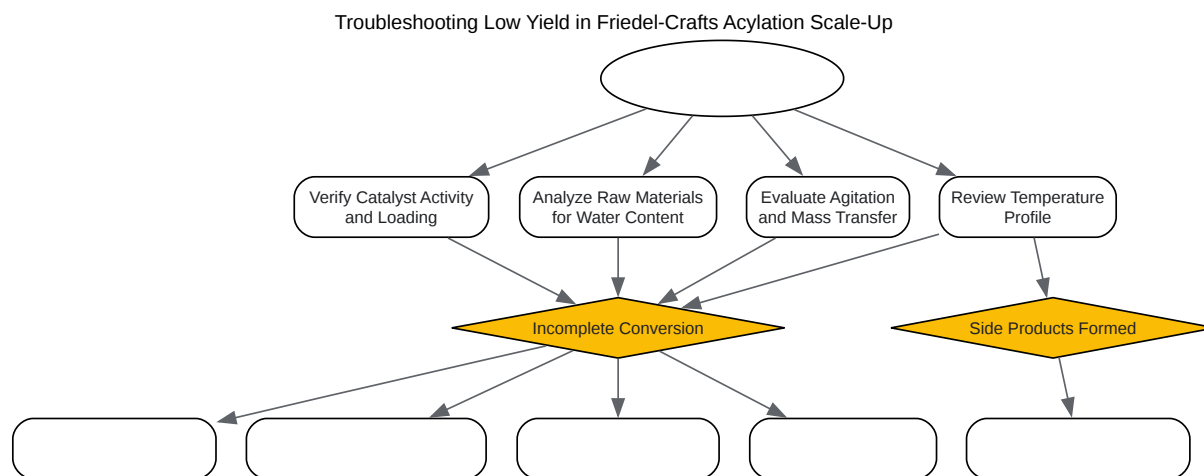 Troubleshooting Low Yield in Friedel-Crafts Acylation Scale-Up
Verify Catalyst Activity
and Loading
Analyze Raw Materials
for Water Content
Evaluate Agitation
and Mass Transfer
Review Temperature
Profile
Incomplete Conversion
Side Products Formed